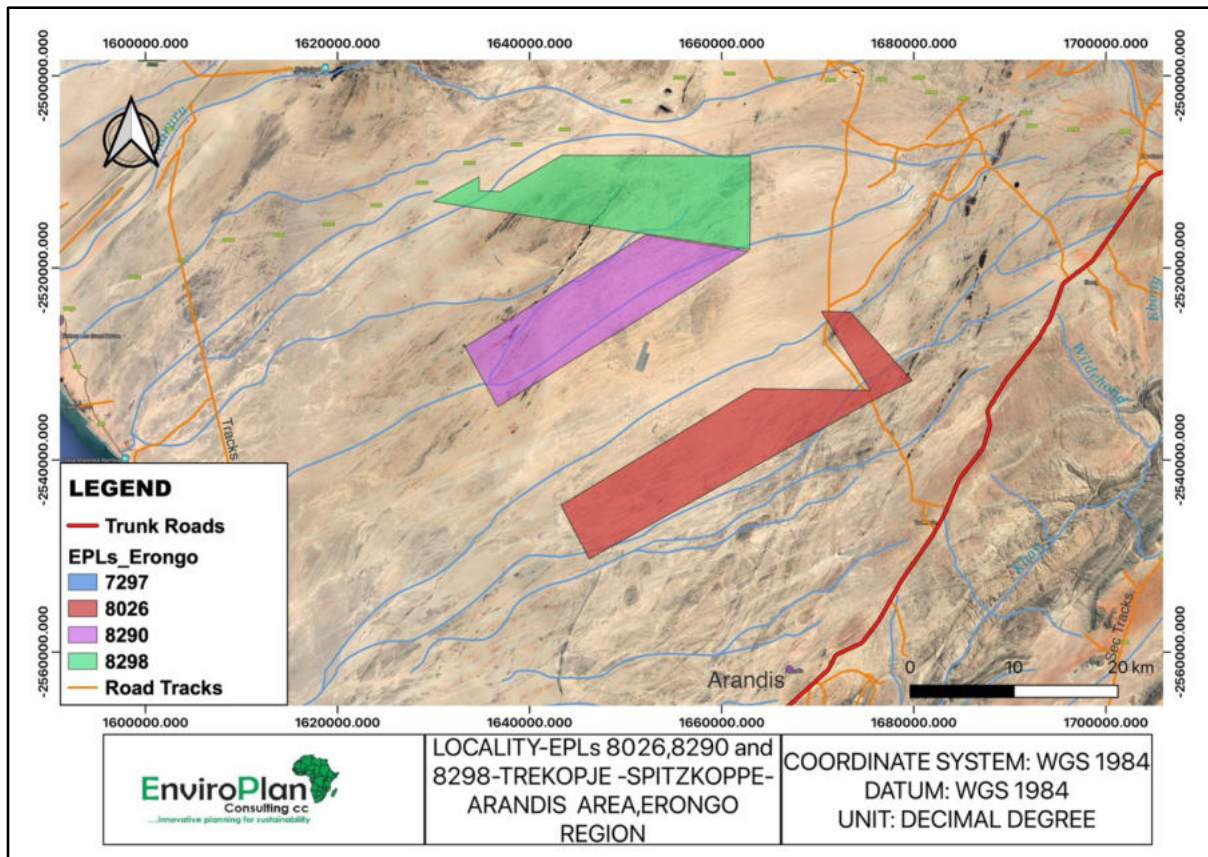 1600000.000 1620000.000 1640000.000 1660000.000 1680000.000 1700000.000
-2500000.000 -2500000.000
-2520000.000 -2520000.000
-2540000.000 -2540000.000
-2560000.000 -2560000.000
Tracks
Wildehond
Khan
Sec Tracks
Arandis
0 10 20 km
LEGEND
Trunk Roads
EPLs_Erongo
7297
8026
8290
8298
Road Tracks
1600000.000 1620000.000 1640000.000 1660000.000 1680000.000 1700000.000
EnviroPlan
Consulting cc
....innovative planning for sustainability
LOCALITY-EPLs 8026,8290 and
8298-TREKOPJE -SPITZKOPPE-
ARANDIS AREA,ERONGO
REGION
COORDINATE SYSTEM: WGS 1984
DATUM: WGS 1984
UNIT: DECIMAL DEGREE